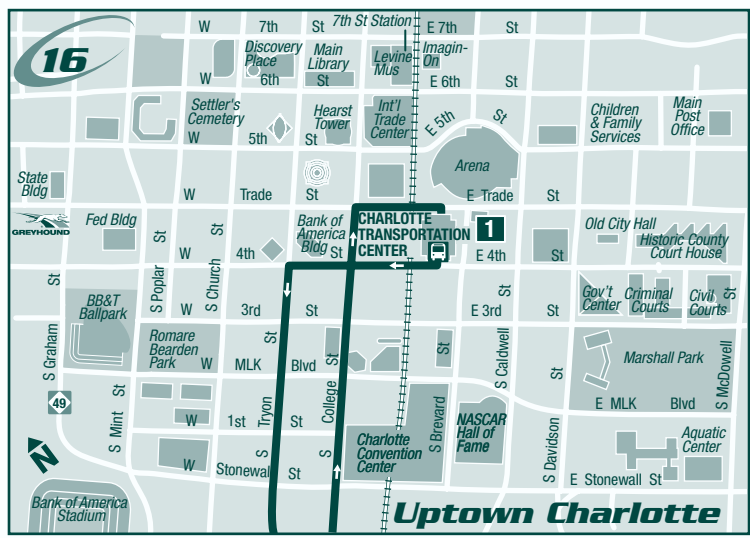 16
W 7th St
7th St Station
E 7th St
Discovery
Place
Main
Library
Levine
Mus
Imagin-
On
W 6th St
E 6th St
Settler's
Cemetery
Hearst
Tower
Int'l
Trade
Center
Children
& Family
Services
Main
Post
Office
W 5th St
E 5th St
Arena
State
Bldg
W Trade St
E Trade St
GREYHOUND
Fed Bldg
Bank of
America
Bldg
CHARLOTTE
TRANSPORTATION
CENTER
1
Old City Hall
Historic County
Court House
W 4th St
E 4th St
S Poplar St
S Church St
BB&T
Ballpark
Gov't
Center
Criminal
Courts
Civil
Courts
W 3rd St
E 3rd St
Romare
Bearden
Park
Marshall Park
W MLK Blvd
E MLK Blvd
S Graham St
S Mint St
S Tryon St
S College St
S Brevard St
S Caldwell St
S Davidson St
S McDowell St
49
W 1st St
NASCAR
Hall of
Fame
Charlotte
Convention
Center
Aquatic
Center
N
W Stonewal St
E Stonewall St
Bank of America
Stadium
Uptown Charlotte